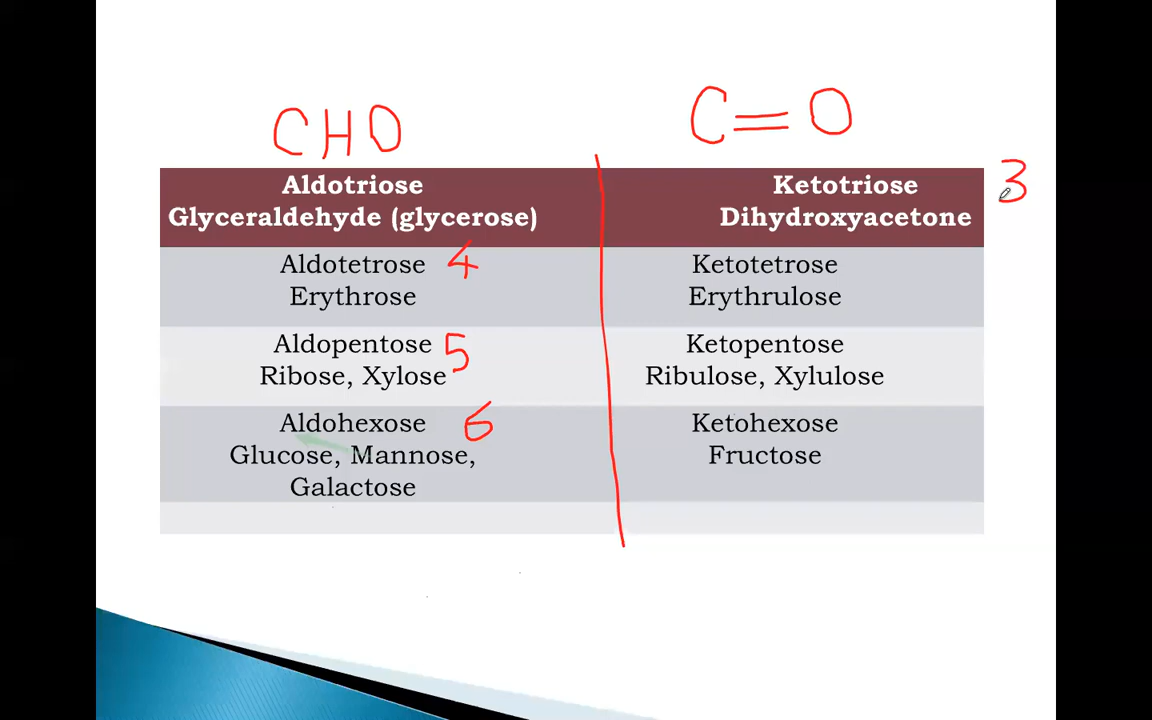 CHO
C=O
Aldotriose Ketotriose 3
Glyceraldehyde (glycerose) Dihydroxyacetone
Aldotetrose 4 Ketotetrose
Erythrose Erythrulose
Aldopentose 5 Ketopentose
Ribose, Xylose Ribulose, Xylulose
Aldohexose 6 Ketohexose
Glucose, Mannose, Fructose
Galactose